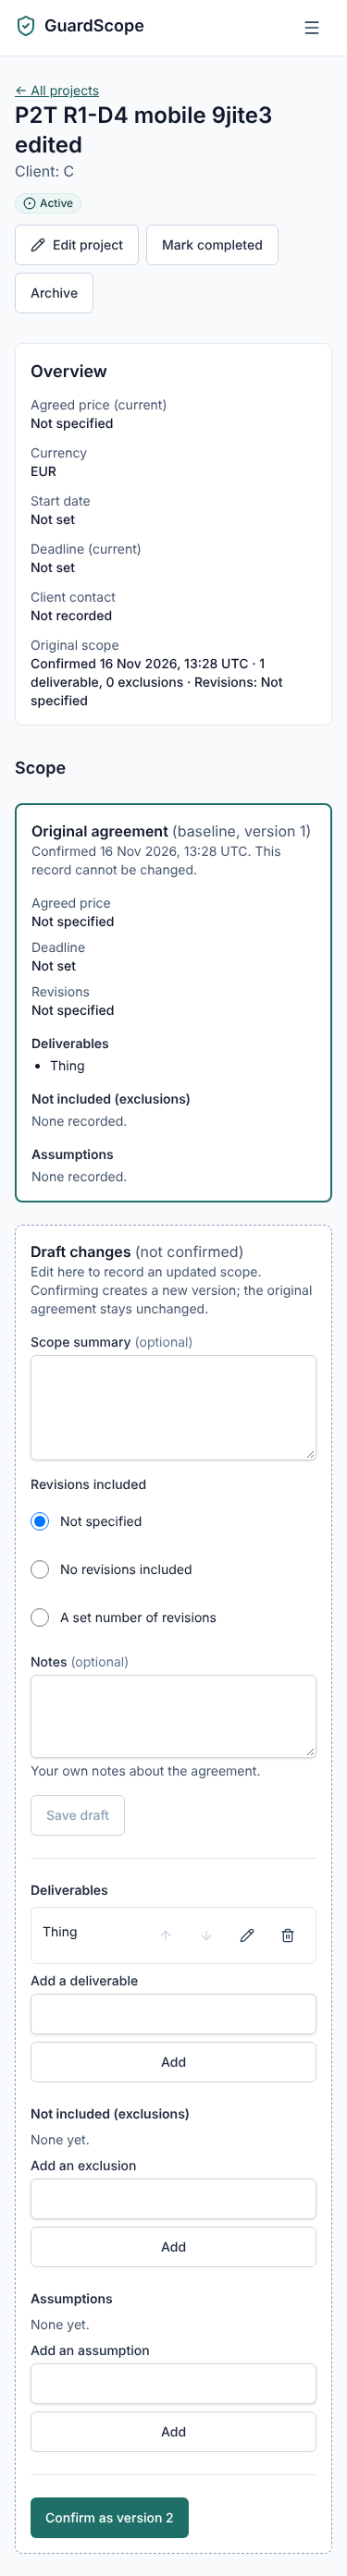 GuardScope
← All projects
P2T R1-D4 mobile 9jite3
edited
Client: C
Active
Edit project
Mark completed
Archive
Overview
Agreed price (current)
Not specified
Currency
EUR
Start date
Not set
Deadline (current)
Not set
Client contact
Not recorded
Original scope
Confirmed 16 Nov 2026, 13:28 UTC · 1
deliverable, 0 exclusions · Revisions: Not
specified
Scope
Original agreement (baseline, version 1)
Confirmed 16 Nov 2026, 13:28 UTC. This
record cannot be changed.
Agreed price
Not specified
Deadline
Not set
Revisions
Not specified
Deliverables
• Thing
Not included (exclusions)
None recorded.
Assumptions
None recorded.
Draft changes (not confirmed)
Edit here to record an updated scope.
Confirming creates a new version; the original
agreement stays unchanged.
Scope summary (optional)
Revisions included
Not specified
No revisions included
A set number of revisions
Notes (optional)
Your own notes about the agreement.
Save draft
Deliverables
Thing
Add a deliverable
Add
Not included (exclusions)
None yet.
Add an exclusion
Add
Assumptions
None yet.
Add an assumption
Add
Confirm as version 2